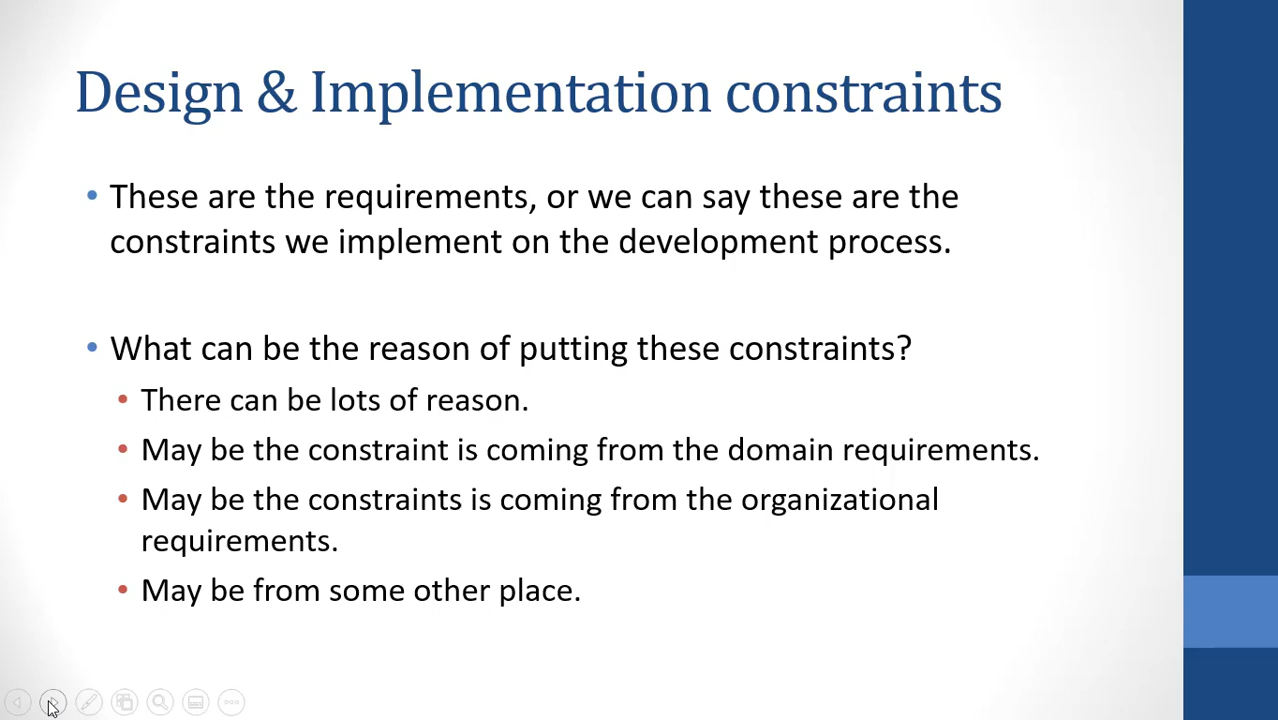 Design & Implementation constraints
• These are the requirements, or we can say these are the
constraints we implement on the development process.
• What can be the reason of putting these constraints?
• There can be lots of reason.
• May be the constraint is coming from the domain requirements.
• May be the constraints is coming from the organizational
requirements.
• May be from some other place.